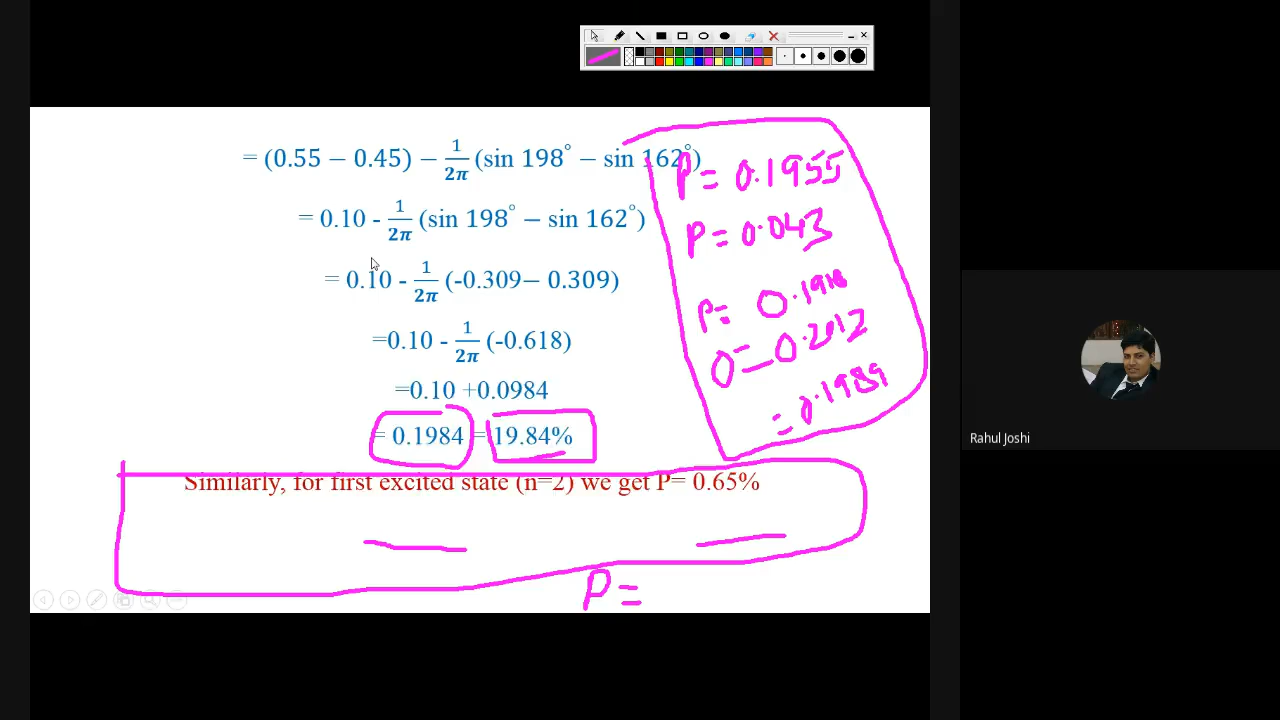 = (0.55 − 0.45) − 1/2π (sin 198° − sin 162°)
= 0.10 - 1/2π (sin 198° − sin 162°)
= 0.10 - 1/2π (-0.309− 0.309)
=0.10 - 1/2π (-0.618)
=0.10 +0.0984
= 0.1984 = 19.84%
Similarly, for first excited state (n=2) we get P= 0.65%
P =
P = 0.1955
P = 0.043
P =
= 0.2012
= 0.1989
Rahul Joshi